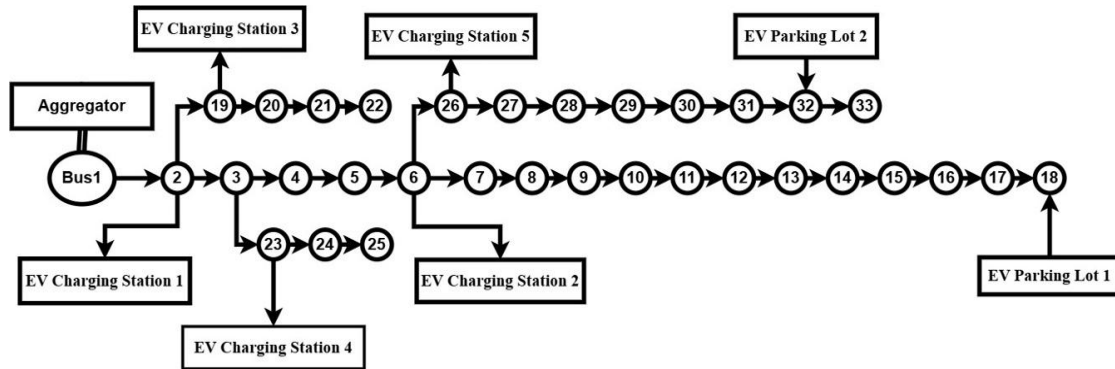 EV Charging Station 3
EV Charging Station 5
EV Parking Lot 2
Aggregator
19 20 21 22
26 27 28 29 30 31 32 33
Bus1 2 3 4 5 6 7 8 9 10 11 12 13 14 15 16 17 18
23 24 25
EV Charging Station 1
EV Charging Station 2
EV Parking Lot 1
EV Charging Station 4